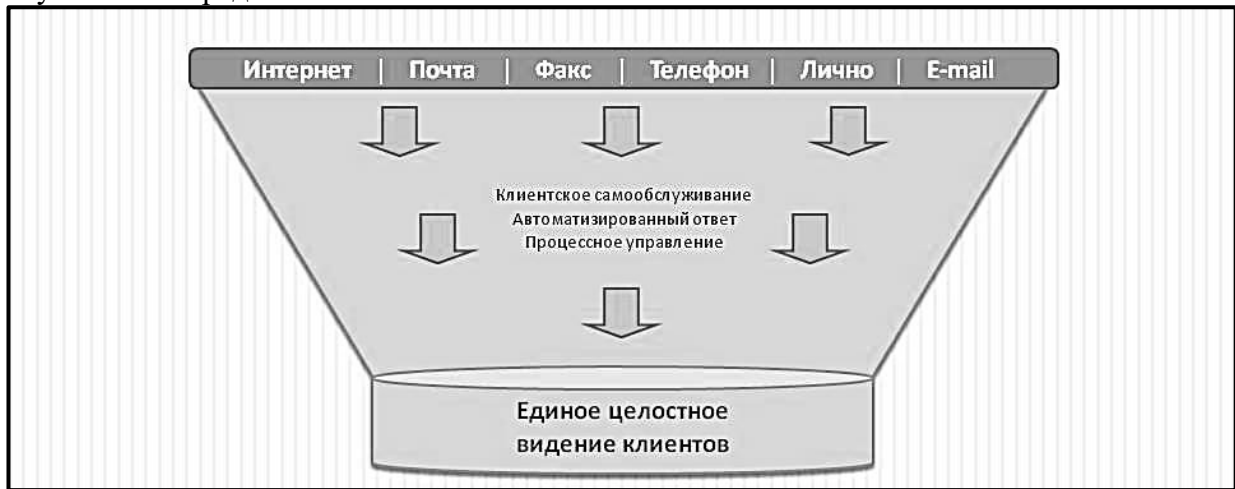 Интернет | Почта | Факс | Телефон | Лично | E-mail
Клиентское самообслуживание
Автоматизированный ответ
Процессное управление
Единое целостное
видение клиентов